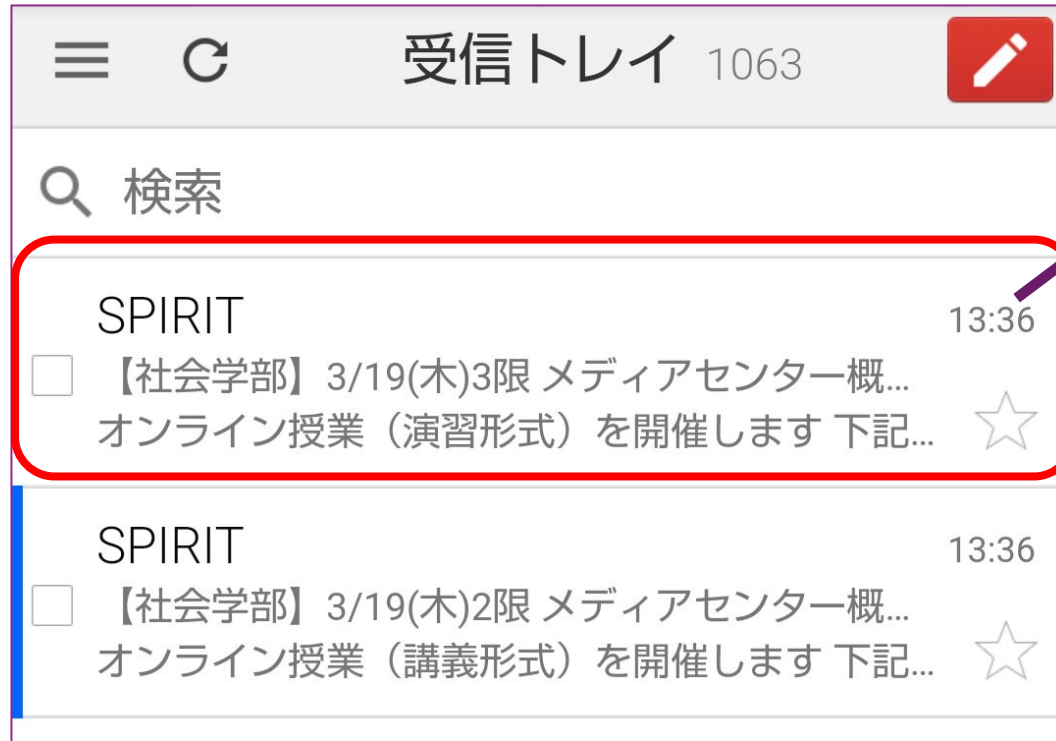 受信トレイ 1063
検索
SPIRIT 13:36
【社会学部】3/19(木)3限 メディアセンター概...
オンライン授業（演習形式）を開催します 下記...
SPIRIT 13:36
【社会学部】3/19(木)2限 メディアセンター概...
オンライン授業（講義形式）を開催します 下記...